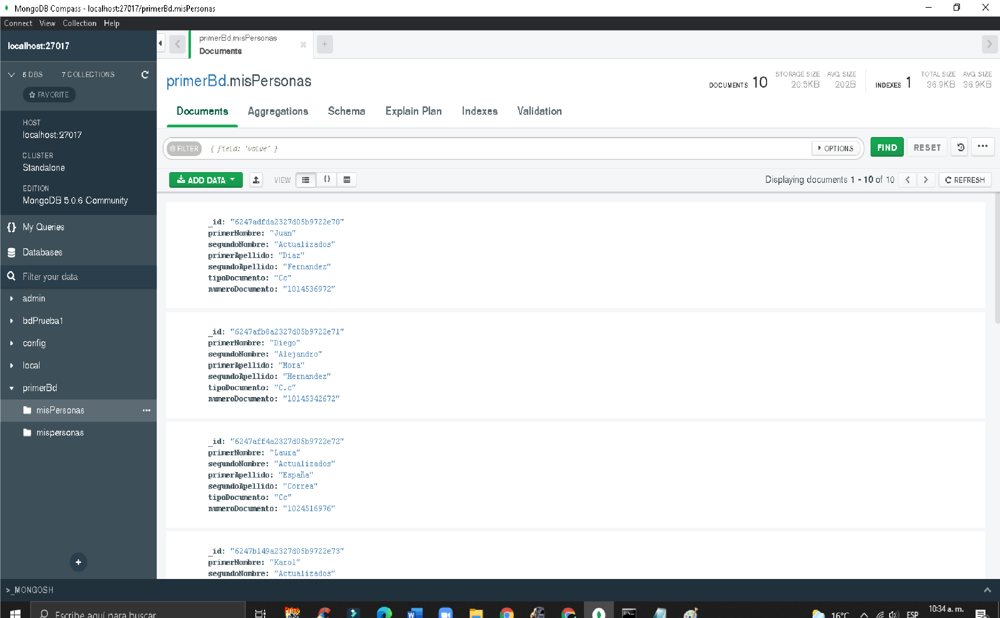 MongoDB Compass - localhost:27017/primerBd.misPersonas
Connect View Collection Help
localhost:27017
5 DBS 7 COLLECTIONS
FAVORITE
HOST
localhost:27017
CLUSTER
Standalone
EDITION
MongoDB 5.0.6 Community
{} My Queries
Databases
Filter your data
admin
bdPrueba1
config
local
primerBd
misPersonas ...
mispersonas
+
primerBd.misPersonas
Documents
+
primerBd.misPersonas
DOCUMENTS 10
STORAGE SIZE 20.5KB
AVG. SIZE 202B
INDEXES 1
TOTAL SIZE 36.9KB
AVG. SIZE 36.9KB
Documents Aggregations Schema Explain Plan Indexes Validation
FILTER { field: 'value' } OPTIONS FIND RESET ...
ADD DATA VIEW {} Displaying documents 1 - 10 of 10 < > REFRESH
_id: "6247adfda2327d05b9722e70"
primerNombre: "Juan"
segundoNombre: "Actualizados"
primerApellido: "Diaz"
segundoApellido: "Fernandez"
tipoDocumento: "Cc"
numeroDocumento: "1014536972"
_id: "6247afb8a2327d05b9722e71"
primerNombre: "Diego"
segundoNombre: "Alejandro"
primerApellido: "Mora"
segundoApellido: "Hernandez"
tipoDocumento: "C.c"
numeroDocumento: "10145342672"
_id: "6247aff4a2327d05b9722e72"
primerNombre: "Laura"
segundoNombre: "Actualizados"
primerApellido: "España"
segundoApellido: "Correa"
tipoDocumento: "Cc"
numeroDocumento: "1024516976"
_id: "6247b149a2327d05b9722e73"
primerNombre: "Karol"
segundoNombre: "Actualizados"
>_MONGOSH
Escribe aquí para buscar
16°C ESP 10:34 a. m.